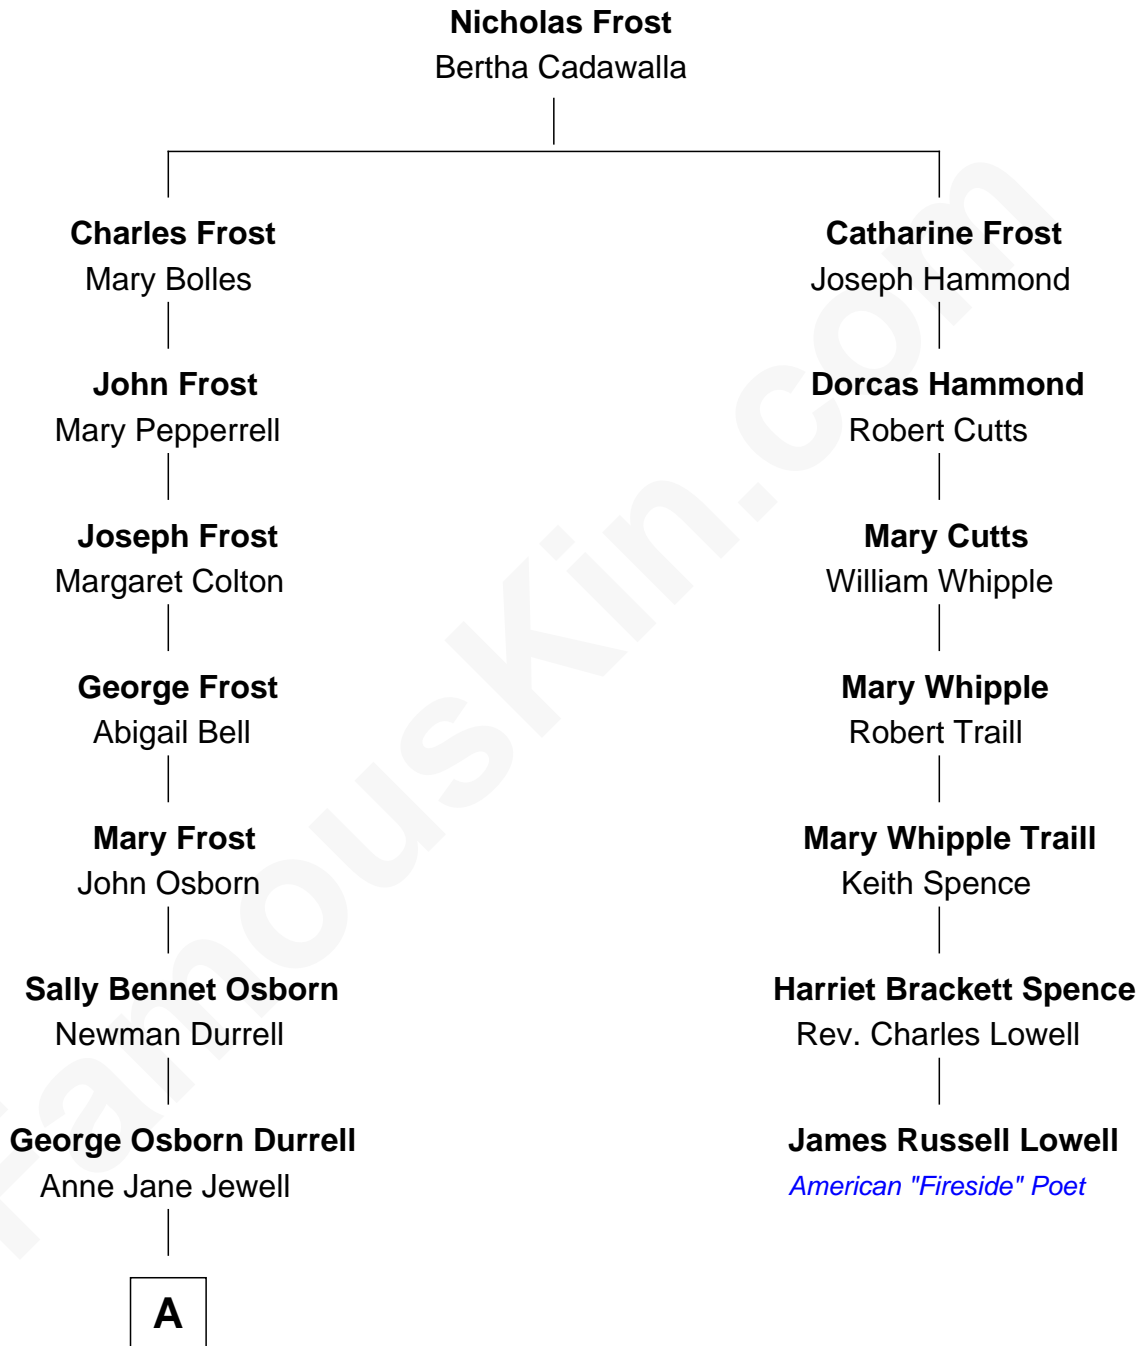 Nicholas Frost
Bertha Cadawalla
Charles Frost
Mary Bolles
John Frost
Mary Pepperrell
Joseph Frost
Margaret Colton
George Frost
Abigail Bell
Mary Frost
John Osborn
Sally Bennet Osborn
Newman Durrell
George Osborn Durrell
Anne Jane Jewell
A
Catharine Frost
Joseph Hammond
Dorcas Hammond
Robert Cutts
Mary Cutts
William Whipple
Mary Whipple
Robert Traill
Mary Whipple Traill
Keith Spence
Harriet Brackett Spence
Rev. Charles Lowell
James Russell Lowell
American "Fireside" Poet
FamousKin.com